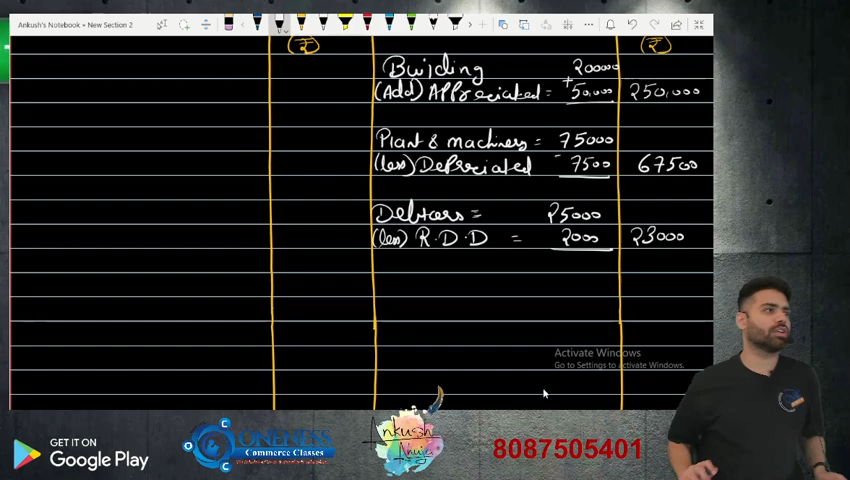 Ankush's Notebook • New Section 2
(₹) (₹)
Building 200000
(Add) Appreciated = +50,000 250,000
Plant & machinery = 75000
(less) Depreciated - 7500 67500
Debtors = 25000
(less) R.D.D = 2000 23000
Activate Windows
Go to Settings to activate Windows.
GET IT ON
Google Play
O C C
ONENESS
Commerce Classes
Ankush
Ahuja
8087505401